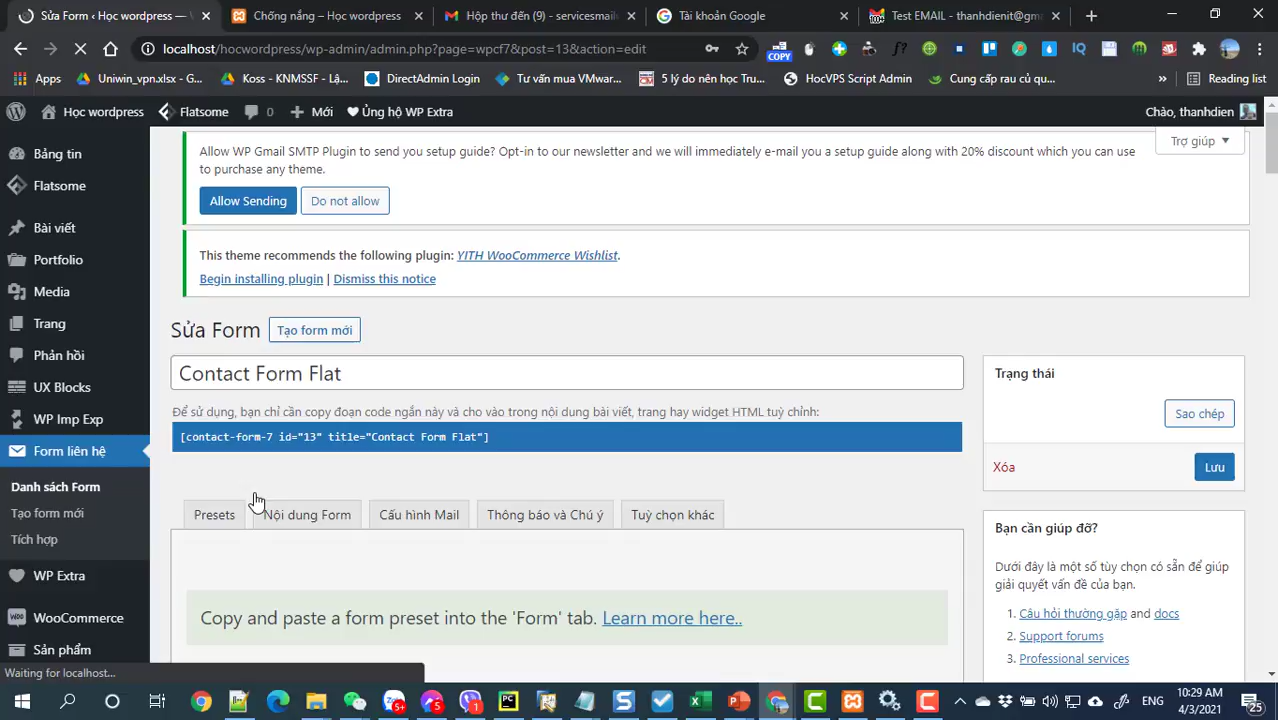 Sửa Form ‹ Học wordpress —
Chống nắng – Học wordpress
Hộp thư đến (9) - servicesmail
Tài khoản Google
Test EMAIL - thanhdienit@gm
localhost/hocwordpress/wp-admin/admin.php?page=wpcf7&post=13&action=edit
COPY
f?
IQ
Apps
Uniwin_vpn.xlsx - G...
Koss - KNMSSF - Lậ...
DirectAdmin Login
Tư vấn mua VMwar...
5 lý do nên học Tru...
HocVPS Script Admin
Cung cấp rau củ qu...
»
Reading list
Học wordpress
Flatsome
0
Mới
Ủng hộ WP Extra
Chào, thanhdien
Bảng tin
Flatsome
Bài viết
Portfolio
Media
Trang
Phản hồi
UX Blocks
WP Imp Exp
Form liên hệ
Danh sách Form
Tạo form mới
Tích hợp
WP Extra
WooCommerce
Sản phẩm
Trợ giúp
Allow WP Gmail SMTP Plugin to send you setup guide? Opt-in to our newsletter and we will immediately e-mail you a setup guide along with 20% discount which you can use
to purchase any theme.
Allow Sending
Do not allow
This theme recommends the following plugin: YITH WooCommerce Wishlist.
Begin installing plugin | Dismiss this notice
Sửa Form
Tạo form mới
Contact Form Flat
Để sử dụng, bạn chỉ cần copy đoạn code ngắn này và cho vào trong nội dung bài viết, trang hay widget HTML tuỳ chỉnh:
[contact-form-7 id="13" title="Contact Form Flat"]
Presets
Nội dung Form
Cấu hình Mail
Thông báo và Chú ý
Tuỳ chọn khác
Copy and paste a form preset into the 'Form' tab. Learn more here..
Trạng thái
Sao chép
Xóa
Lưu
Bạn cần giúp đỡ?
Dưới đây là một số tùy chọn có sẵn để giúp
giải quyết vấn đề của bạn.
1. Câu hỏi thường gặp and docs
2. Support forums
3. Professional services
Waiting for localhost...
ENG
10:29 AM
4/3/2021
25